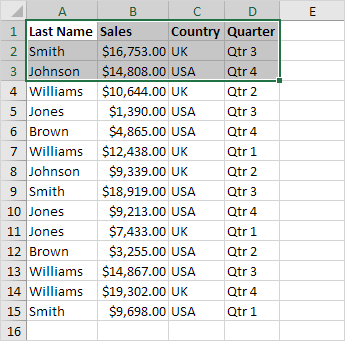 A B C D E
1 Last Name Sales Country Quarter
2 Smith $16,753.00 UK Qtr 3
3 Johnson $14,808.00 USA Qtr 4
4 Williams $10,644.00 UK Qtr 2
5 Jones $1,390.00 USA Qtr 3
6 Brown $4,865.00 USA Qtr 4
7 Williams $12,438.00 UK Qtr 1
8 Johnson $9,339.00 UK Qtr 2
9 Smith $18,919.00 USA Qtr 3
10 Jones $9,213.00 USA Qtr 4
11 Jones $7,433.00 UK Qtr 1
12 Brown $3,255.00 USA Qtr 2
13 Williams $14,867.00 USA Qtr 3
14 Williams $19,302.00 UK Qtr 4
15 Smith $9,698.00 USA Qtr 1
16